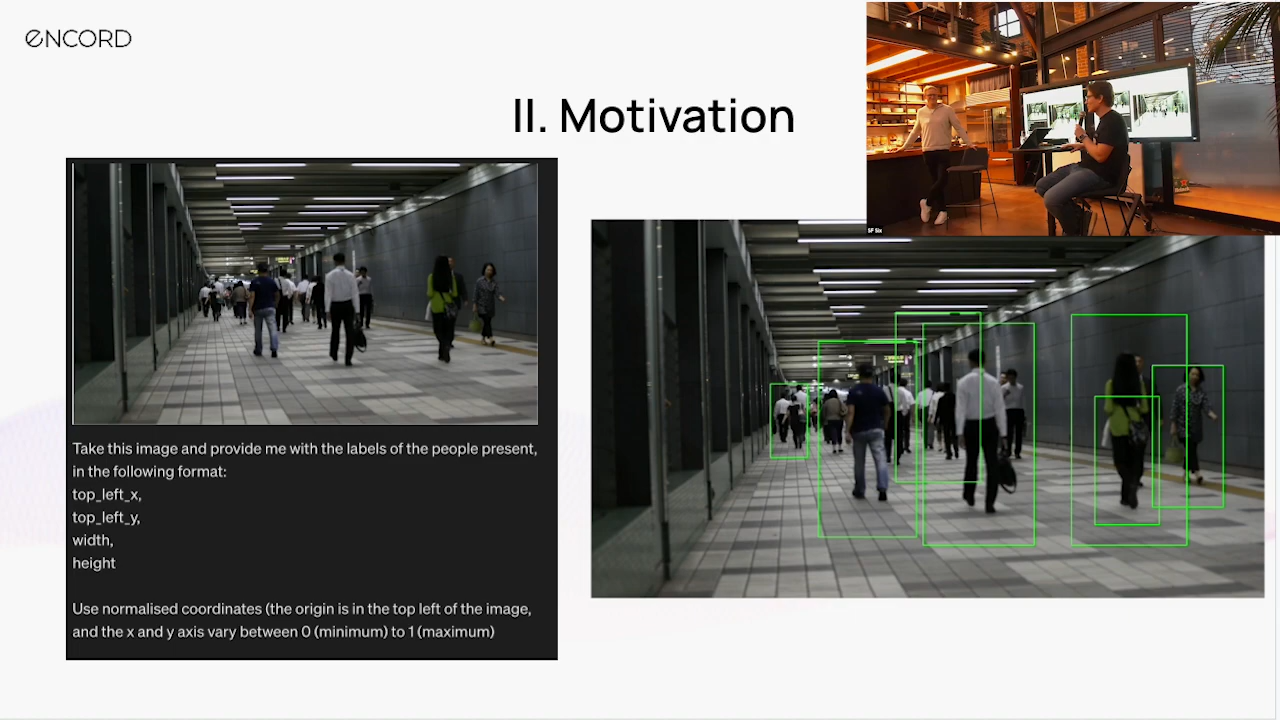 ENCORD
II. Motivation
SF Six
Take this image and provide me with the labels of the people present,
in the following format:
top_left_x,
top_left_y,
width,
height
Use normalised coordinates (the origin is in the top left of the image,
and the x and y axis vary between 0 (minimum) to 1 (maximum)